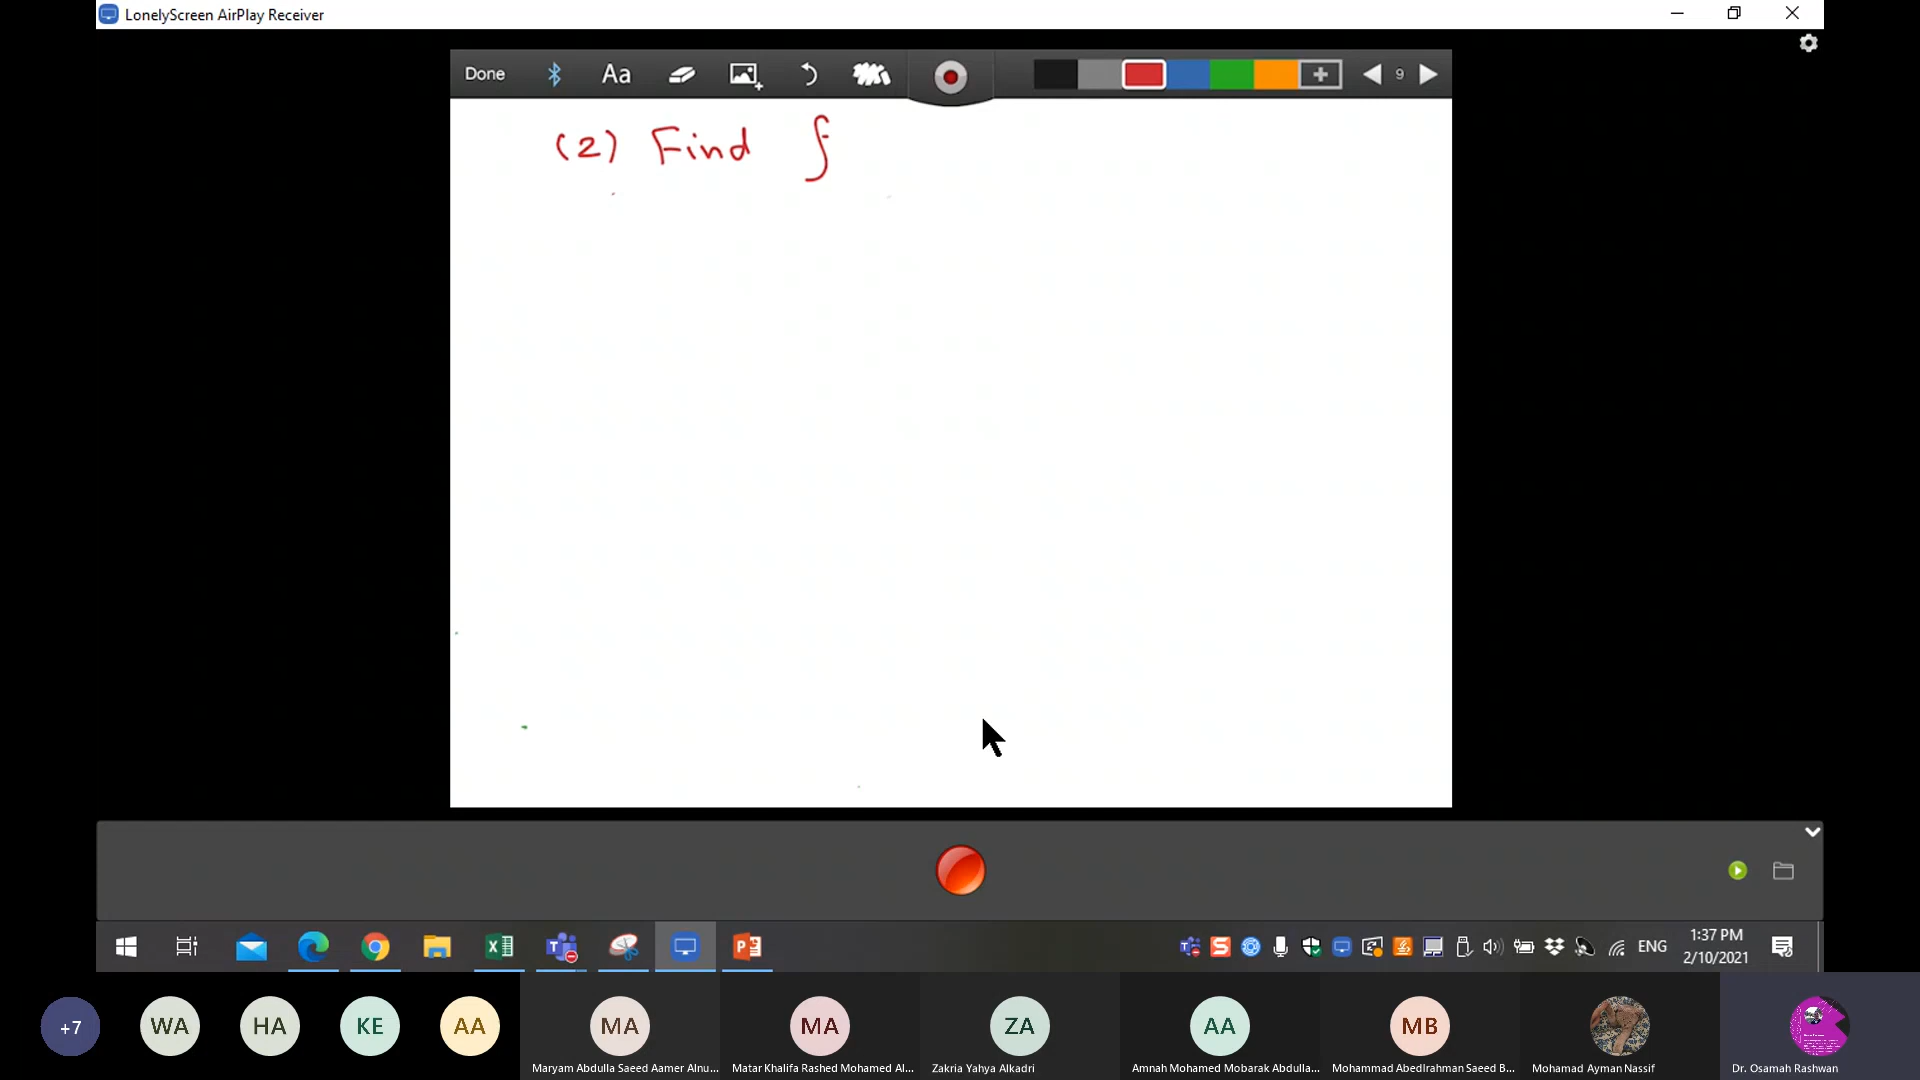 LonelyScreen AirPlay Receiver
Done Aa 9
(2) Find ∫
ENG
1:37 PM
2/10/2021
+7 WA HA KE AA MA MA ZA AA MB
Maryam Abdulla Saeed Aamer Alnu... Matar Khalifa Rashed Mohamed Al... Zakria Yahya Alkadri Amnah Mohamed Mobarak Abdulla... Mohammad Abedlrahman Saeed B... Mohamad Ayman Nassif Dr. Osamah Rashwan